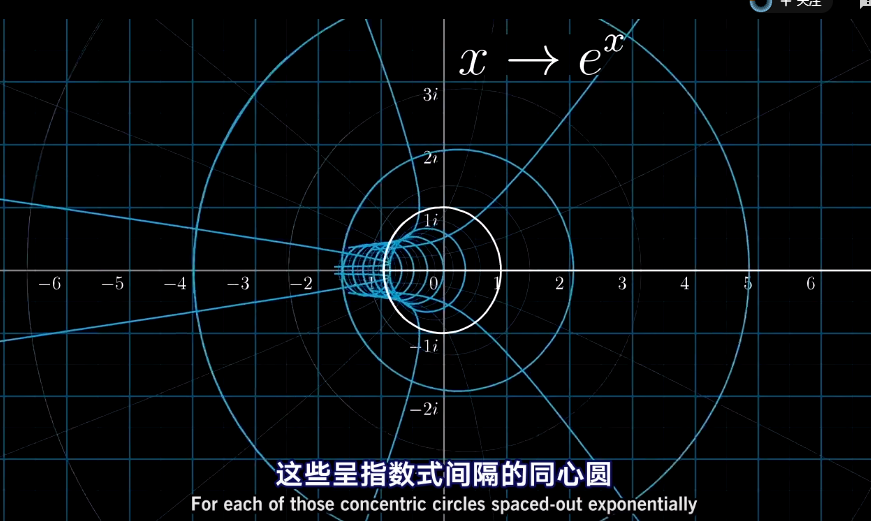 + 关注
x → e^x
3i
2i
1i
−6 −5 −4 −3 −2 0 1 2 3 4 5 6
−1i
−2i
这些呈指数式间隔的同心圆
For each of those concentric circles spaced-out exponentially